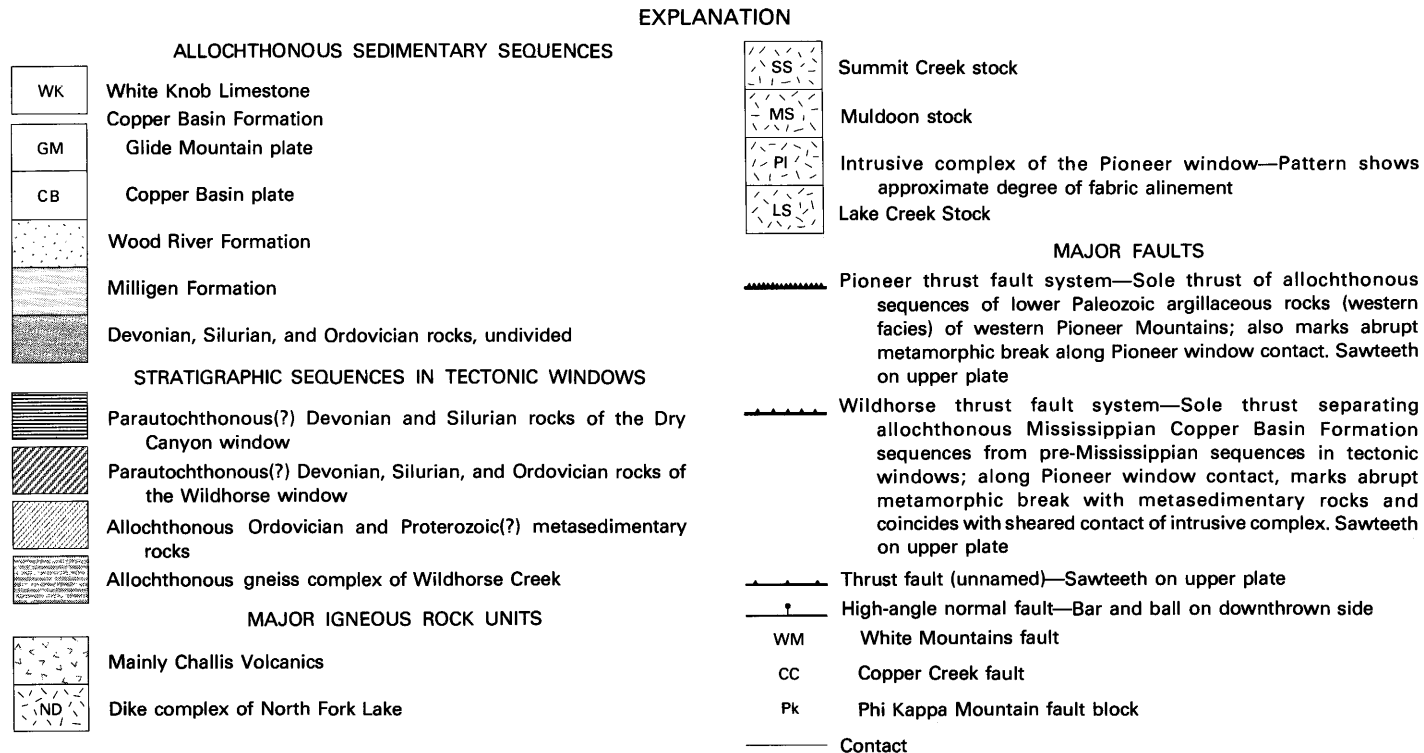 EXPLANATION
ALLOCHTHONOUS SEDIMENTARY SEQUENCES
WK White Knob Limestone
Copper Basin Formation
GM Glide Mountain plate
CB Copper Basin plate
Wood River Formation
Milligen Formation
Devonian, Silurian, and Ordovician rocks, undivided
STRATIGRAPHIC SEQUENCES IN TECTONIC WINDOWS
Parautochthonous(?) Devonian and Silurian rocks of the Dry
Canyon window
Parautochthonous(?) Devonian, Silurian, and Ordovician rocks of
the Wildhorse window
Allochthonous Ordovician and Proterozoic(?) metasedimentary
rocks
Allochthonous gneiss complex of Wildhorse Creek
MAJOR IGNEOUS ROCK UNITS
Mainly Challis Volcanics
ND Dike complex of North Fork Lake
SS Summit Creek stock
MS Muldoon stock
PI Intrusive complex of the Pioneer window—Pattern shows
approximate degree of fabric alinement
LS Lake Creek Stock
MAJOR FAULTS
Pioneer thrust fault system—Sole thrust of allochthonous
sequences of lower Paleozoic argillaceous rocks (western
facies) of western Pioneer Mountains; also marks abrupt
metamorphic break along Pioneer window contact. Sawteeth
on upper plate
Wildhorse thrust fault system—Sole thrust separating
allochthonous Mississippian Copper Basin Formation
sequences from pre-Mississippian sequences in tectonic
windows; along Pioneer window contact, marks abrupt
metamorphic break with metasedimentary rocks and
coincides with sheared contact of intrusive complex. Sawteeth
on upper plate
Thrust fault (unnamed)—Sawteeth on upper plate
High-angle normal fault—Bar and ball on downthrown side
WM White Mountains fault
CC Copper Creek fault
Pk Phi Kappa Mountain fault block
Contact